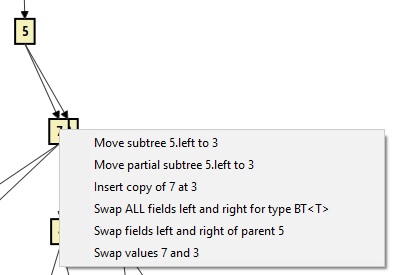 5
7
Move subtree 5.left to 3
Move partial subtree 5.left to 3
Insert copy of 7 at 3
Swap ALL fields left and right for type BT<T>
Swap fields left and right of parent 5
Swap values 7 and 3